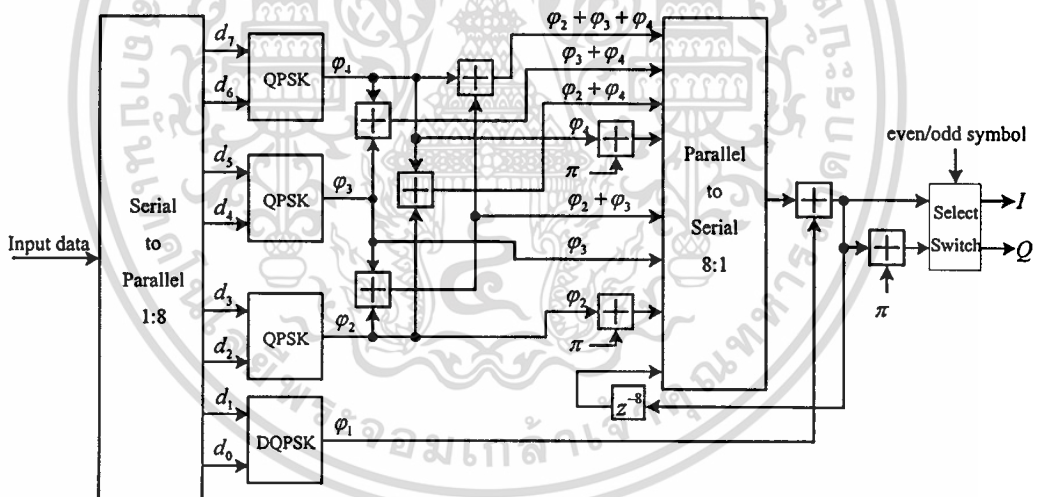 Input data
Serial
to
Parallel
1:8
d₇
d₆
d₅
d₄
d₃
d₂
d₁
d₀
QPSK
QPSK
QPSK
DQPSK
φ₄
φ₃
φ₂
φ₁
+
+
+
+
+
+
+
+
π
π
π
φ₂ + φ₃ + φ₄
φ₃ + φ₄
φ₂ + φ₄
φ₄
φ₂ + φ₃
φ₃
φ₂
z⁻⁸
Parallel
to
Serial
8:1
even/odd symbol
Select
Switch
I
Q